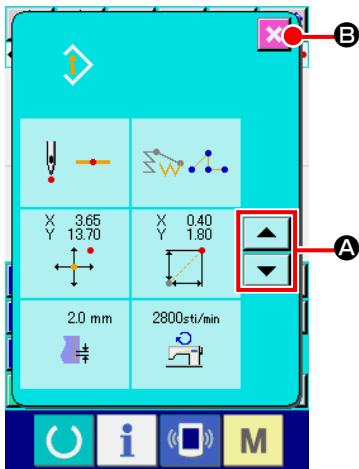 B
X 3.65
Y 13.70
X 0.40
Y 1.80
A
2.0 mm
2800sti/min
i
M